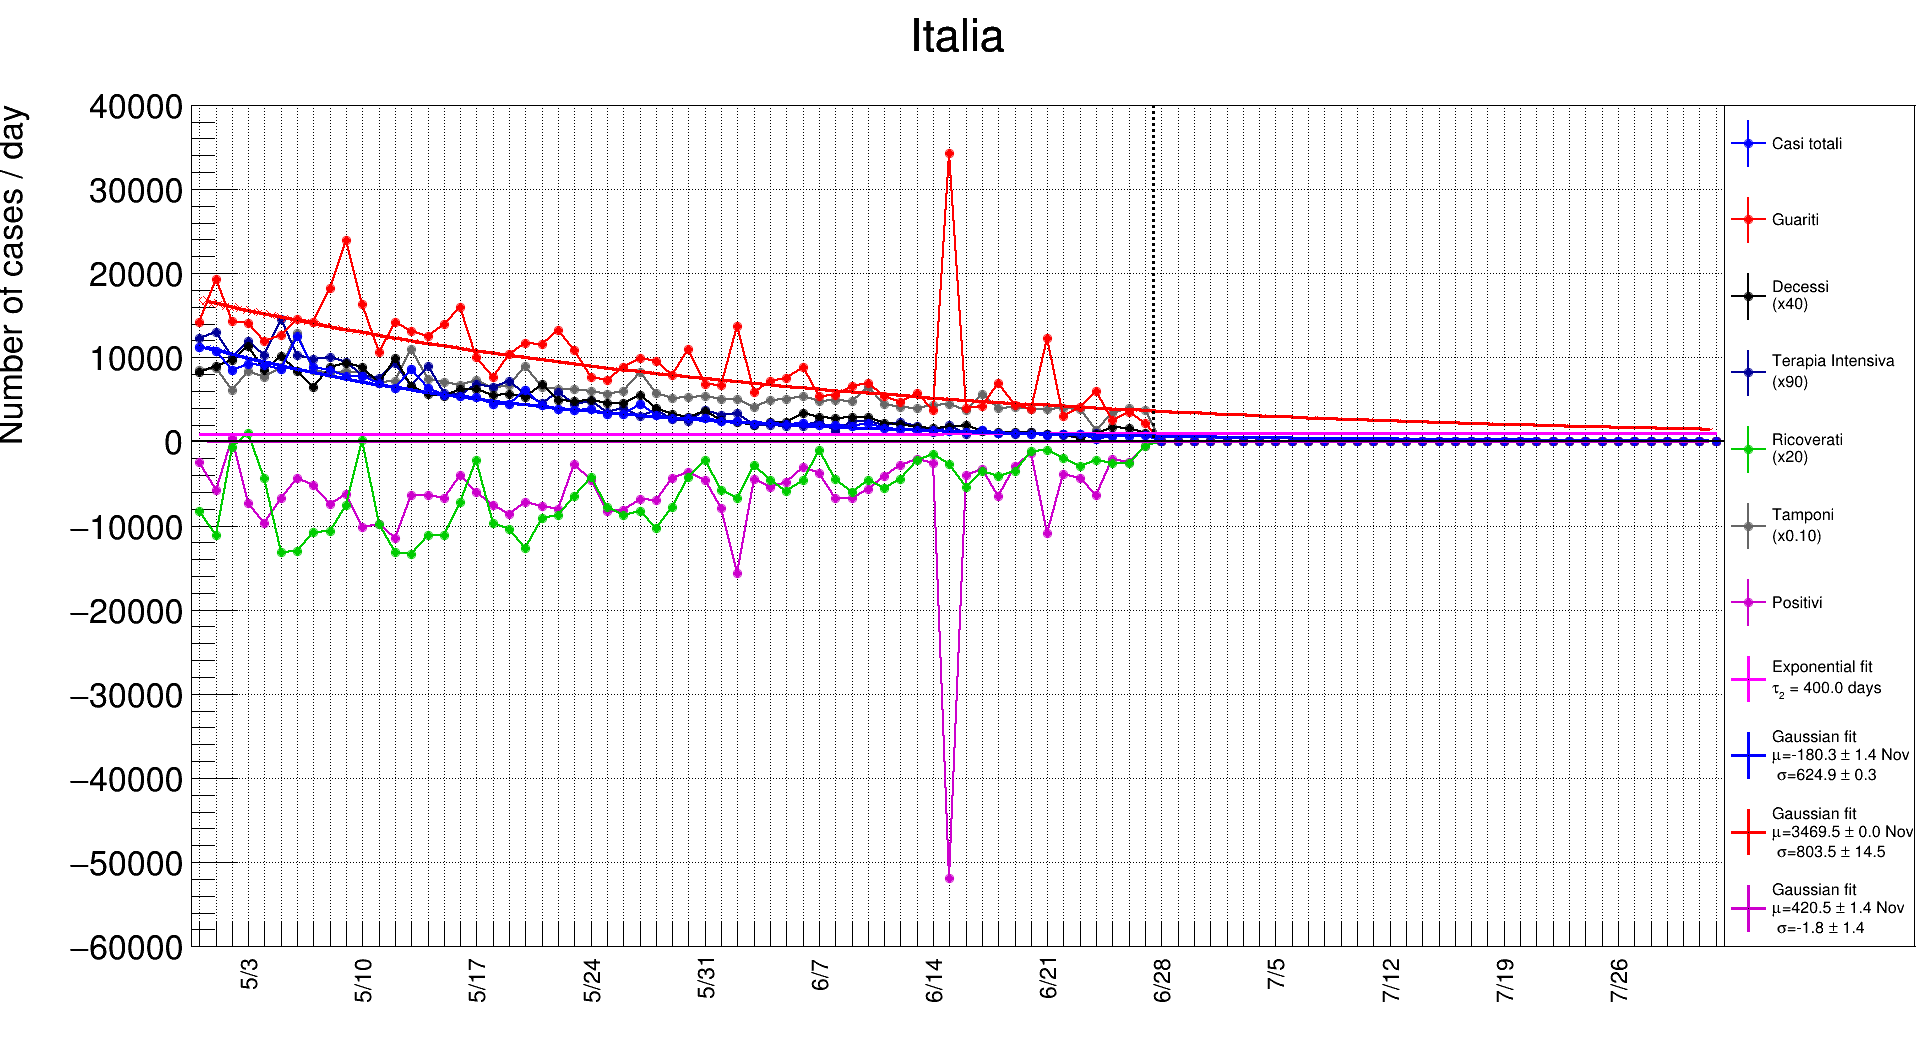 Italia
Number of cases / day
40000
30000
20000
10000
0
−10000
−20000
−30000
−40000
−50000
−60000
5/3
5/10
5/17
5/24
5/31
6/7
6/14
6/21
6/28
7/5
7/12
7/19
7/26
Casi totali
Guariti
Decessi
(x40)
Terapia Intensiva
(x90)
Ricoverati
(x20)
Tamponi
(x0.10)
Positivi
Exponential fit
τ2 = 400.0 days
Gaussian fit
μ=-180.3 ± 1.4 Nov
σ=624.9 ± 0.3
Gaussian fit
μ=3469.5 ± 0.0 Nov
σ=803.5 ± 14.5
Gaussian fit
μ=420.5 ± 1.4 Nov
σ=-1.8 ± 1.4